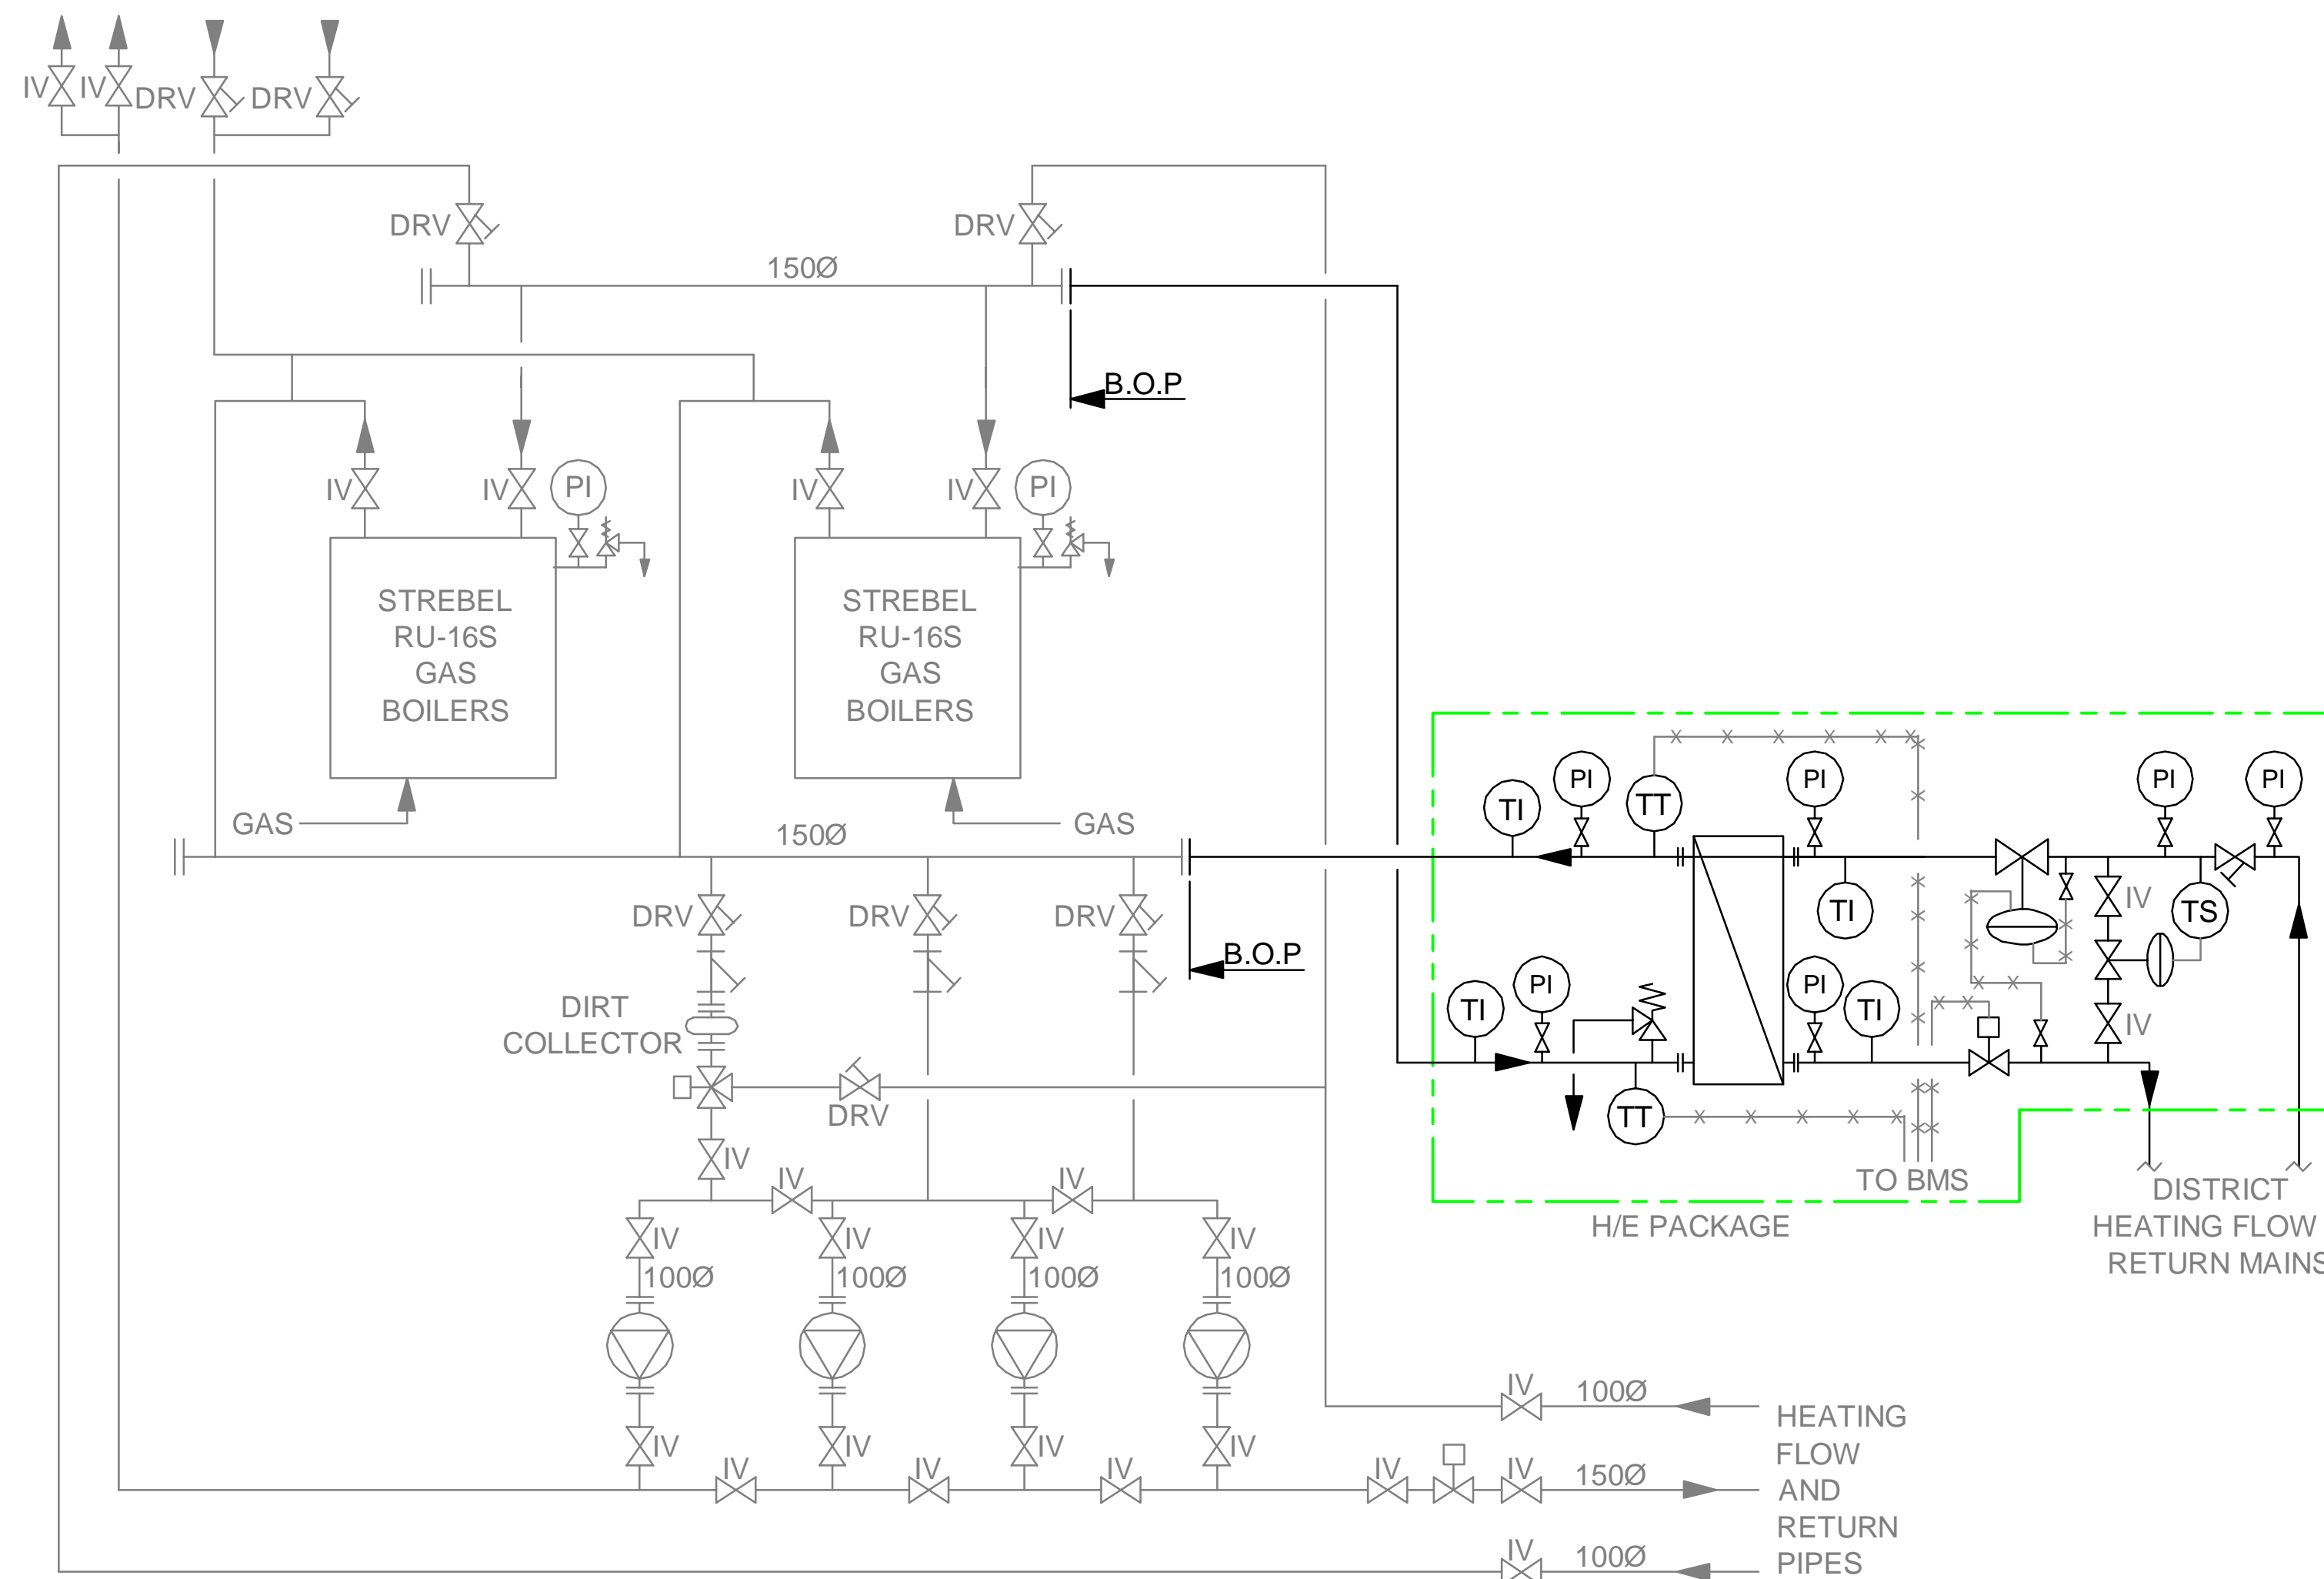 IV IV DRV DRV
DRV DRV
150Ø
B.O.P
IV IV PI IV IV PI
STREBEL
RU-16S
GAS
BOILERS
STREBEL
RU-16S
GAS
BOILERS
GAS GAS
150Ø
PI TI TT PI PI PI
DRV DRV DRV
B.O.P
TI IV TS
DIRT
COLLECTOR
TI PI PI TI IV
DRV
TT
IV
IV IV
TO BMS
H/E PACKAGE
DISTRICT
HEATING FLOW
RETURN MAINS
IV IV IV IV
100Ø 100Ø 100Ø 100Ø
IV 100Ø
IV IV IV IV
IV IV IV IV IV 150Ø
IV 100Ø
HEATING
FLOW
AND
RETURN
PIPES